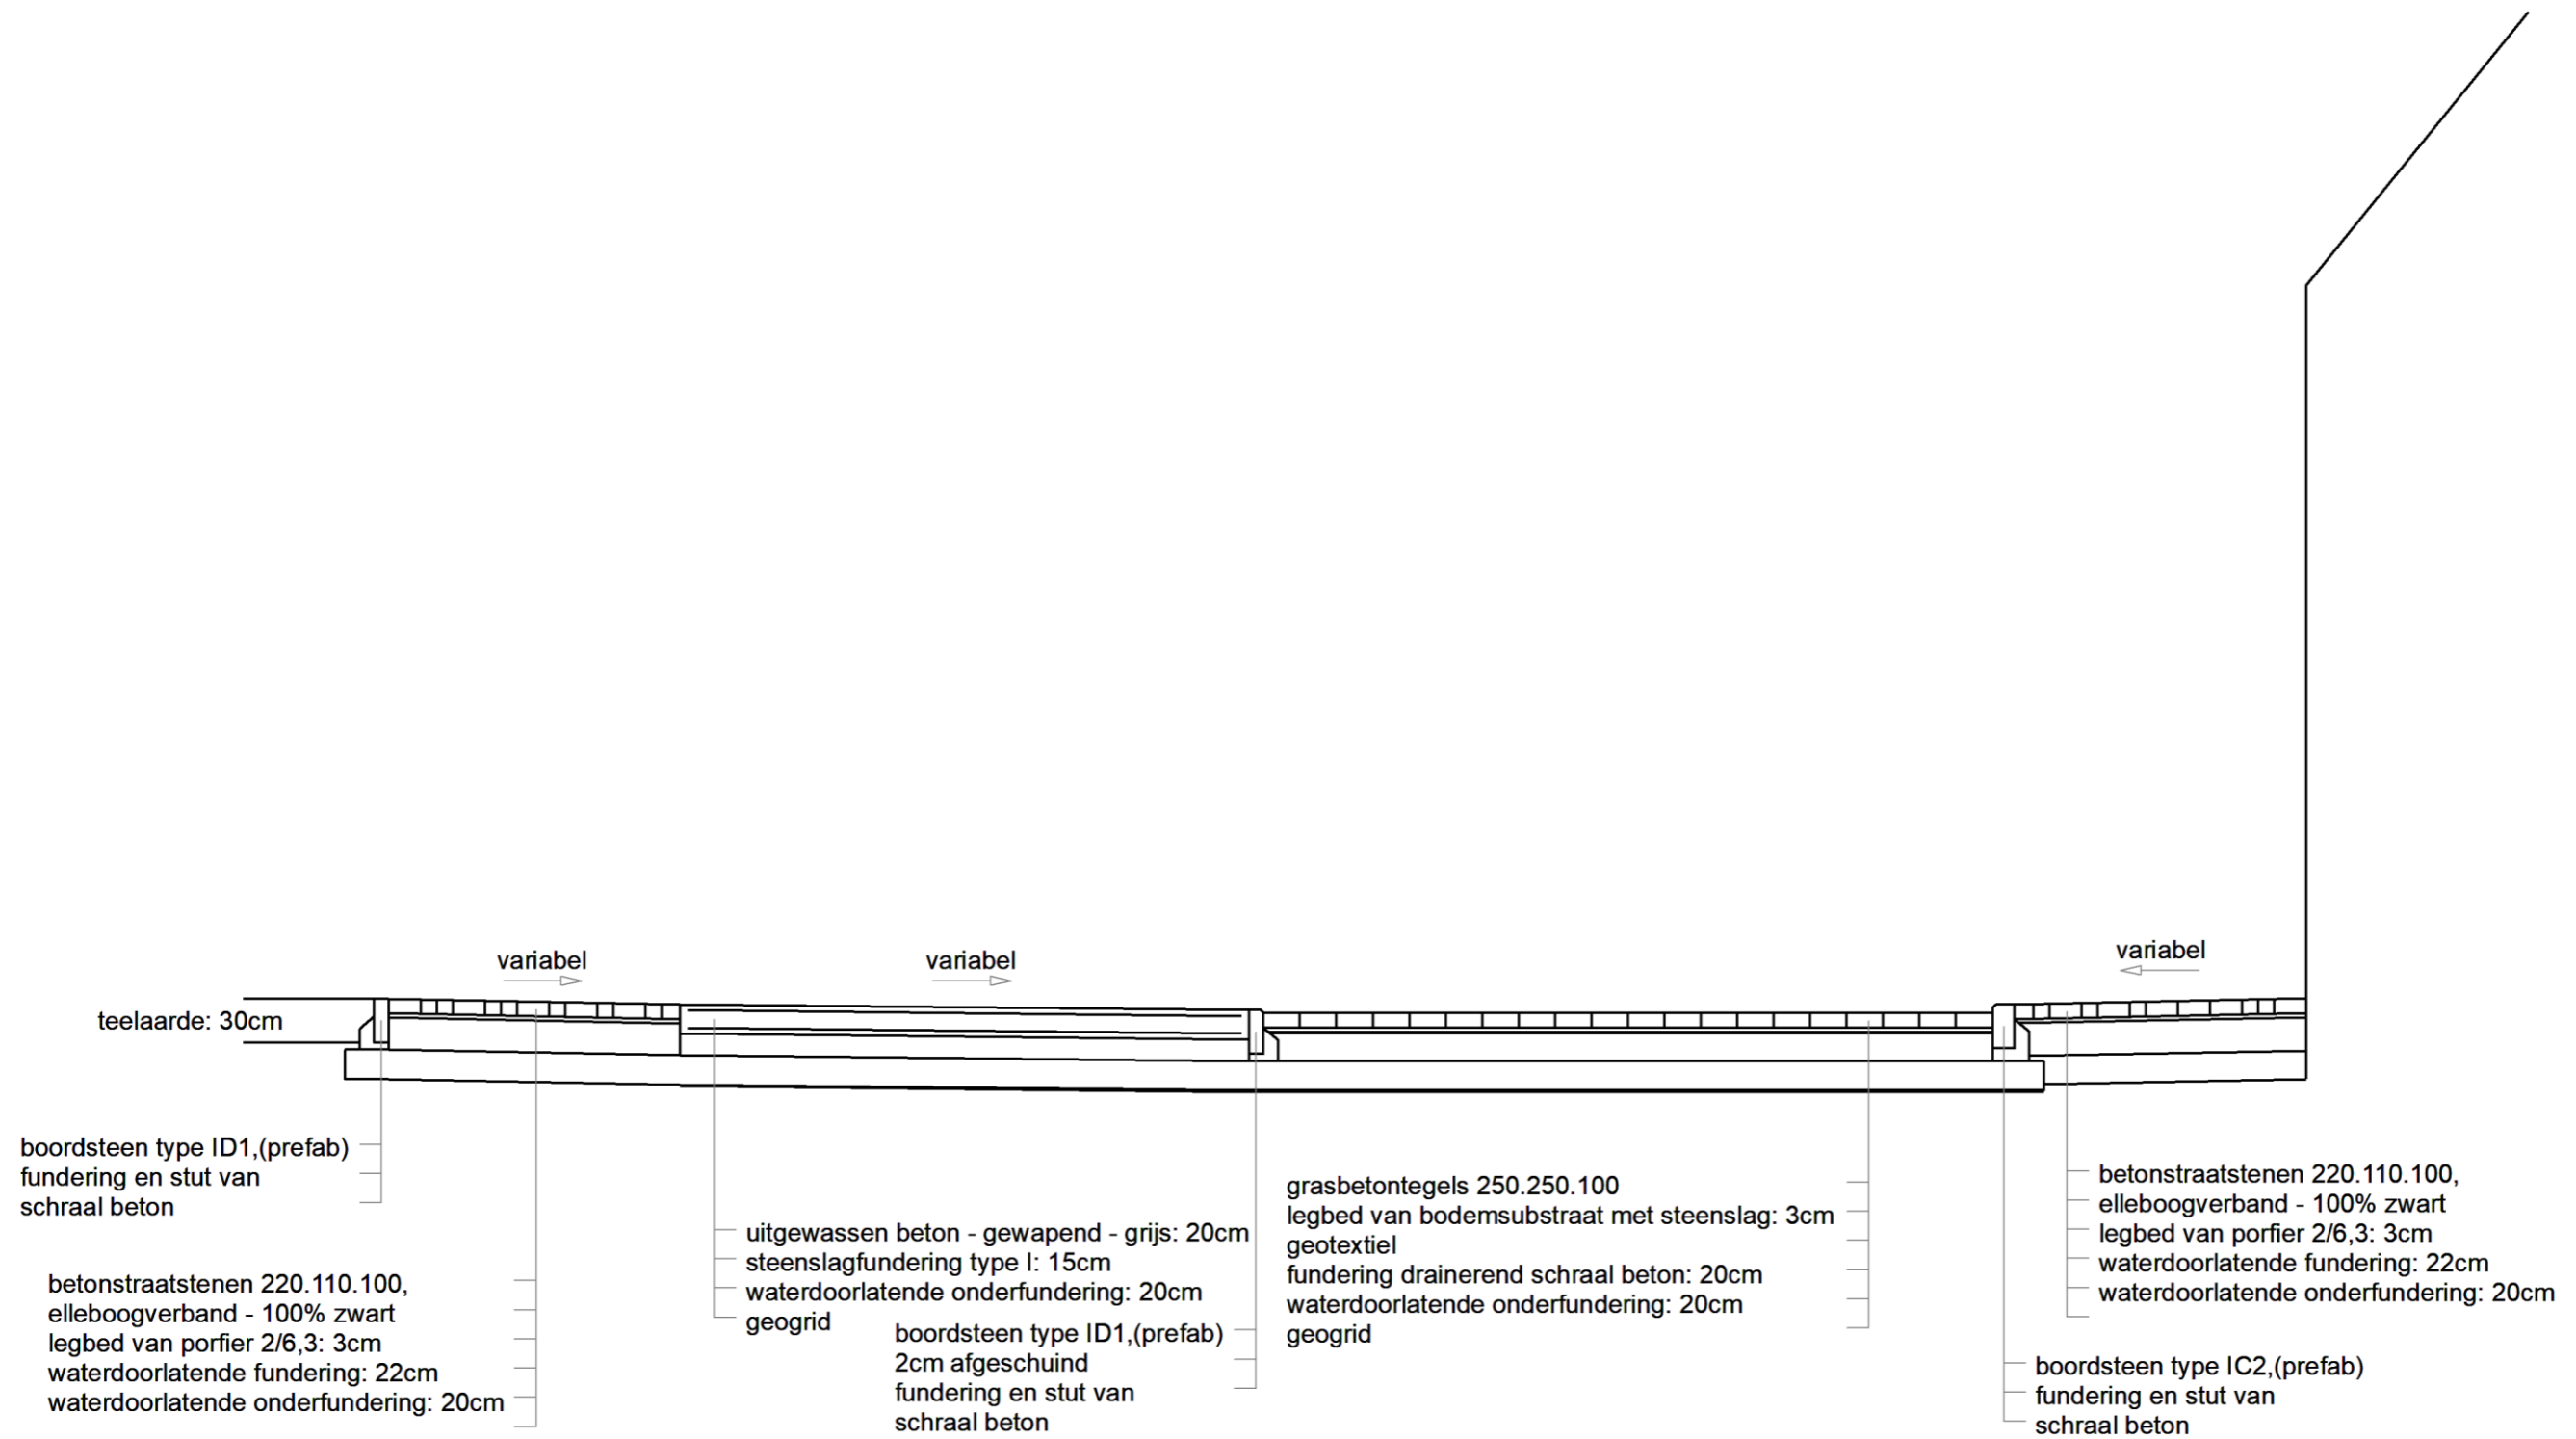 variabel
variabel
variabel
teelaarde: 30cm
boordsteen type ID1,(prefab)
fundering en stut van
schraal beton
betonstraatstenen 220.110.100,
elleboogverband - 100% zwart
legbed van porfier 2/6,3: 3cm
waterdoorlatende fundering: 22cm
waterdoorlatende onderfundering: 20cm
uitgewassen beton - gewapend - grijs: 20cm
steenslagfundering type I: 15cm
waterdoorlatende onderfundering: 20cm
geogrid
boordsteen type ID1,(prefab)
2cm afgeschuind
fundering en stut van
schraal beton
grasbetontegels 250.250.100
legbed van bodemsubstraat met steenslag: 3cm
geotextiel
fundering drainerend schraal beton: 20cm
waterdoorlatende onderfundering: 20cm
geogrid
betonstraatstenen 220.110.100,
elleboogverband - 100% zwart
legbed van porfier 2/6,3: 3cm
waterdoorlatende fundering: 22cm
waterdoorlatende onderfundering: 20cm
boordsteen type IC2,(prefab)
fundering en stut van
schraal beton